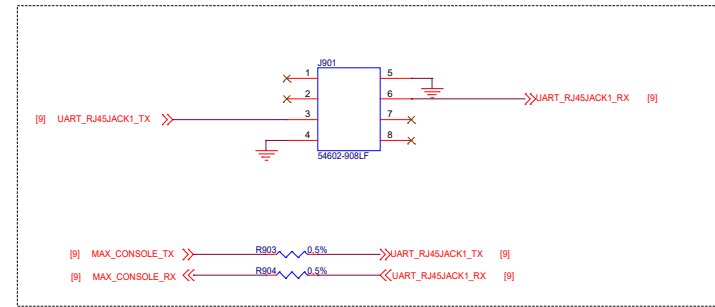 J901
1 5
2 6 UART_RJ45JACK1_RX [9]
[9] UART_RJ45JACK1_TX 3 7
4 8
54602-908LF
[9] MAX_CONSOLE_TX R903 0.5% UART_RJ45JACK1_TX [9]
[9] MAX_CONSOLE_RX R904 0.5% UART_RJ45JACK1_RX [9]